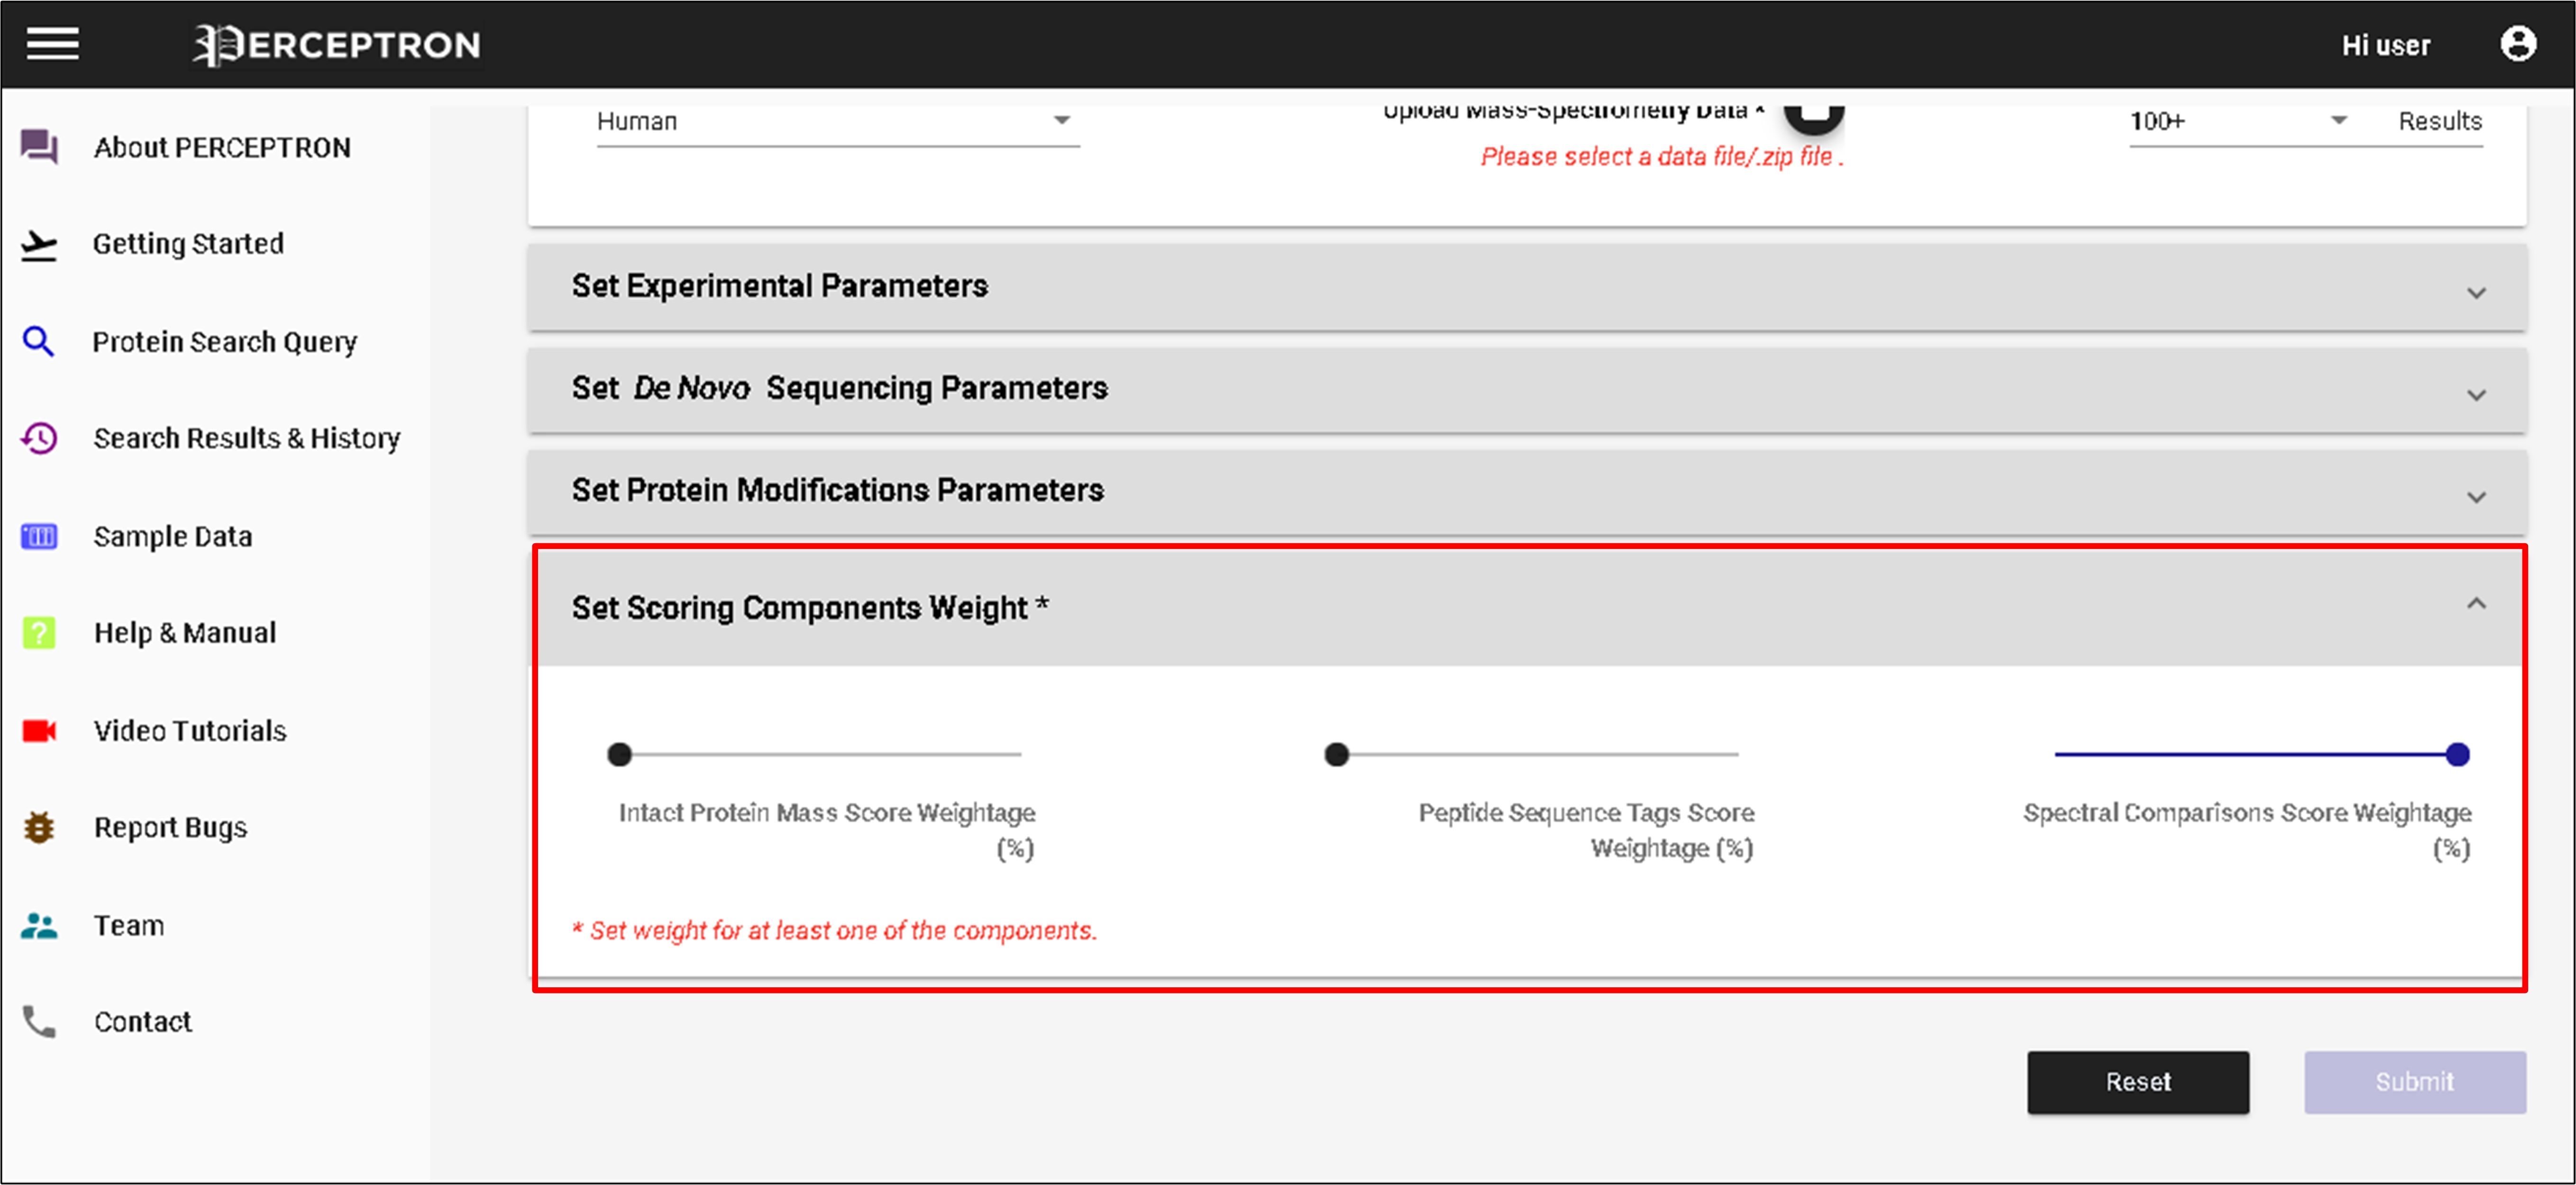 PERCEPTRON
Hi user
About PERCEPTRON
Getting Started
Protein Search Query
Search Results & History
Sample Data
Help & Manual
Video Tutorials
Report Bugs
Team
Contact
Human
Upload Mass-Spectrometry Data *
Please select a data file/.zip file .
100+
Results
Set Experimental Parameters
Set De Novo Sequencing Parameters
Set Protein Modifications Parameters
Set Scoring Components Weight *
Intact Protein Mass Score Weightage
(%)
Peptide Sequence Tags Score
Weightage (%)
Spectral Comparisons Score Weightage
(%)
* Set weight for at least one of the components.
Reset
Submit